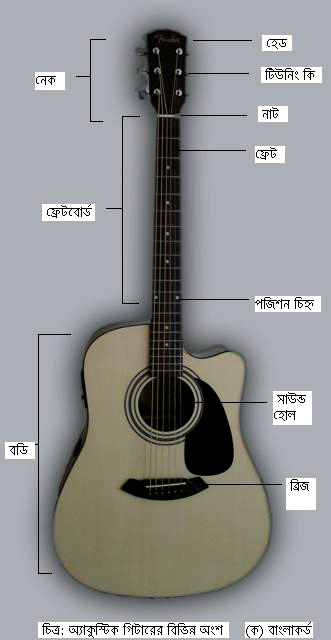 Fender
হেড
টিউনিং কি
নেক
নাট
ফ্রেট
ফ্রেটবোর্ড
পজিশন চিহ্ন
সাউন্ড
হোল
বডি
ব্রিজ
চিত্র: অ্যাকুস্টিক গিটারের বিভিন্ন অংশ (ক) বাংলাকর্ড